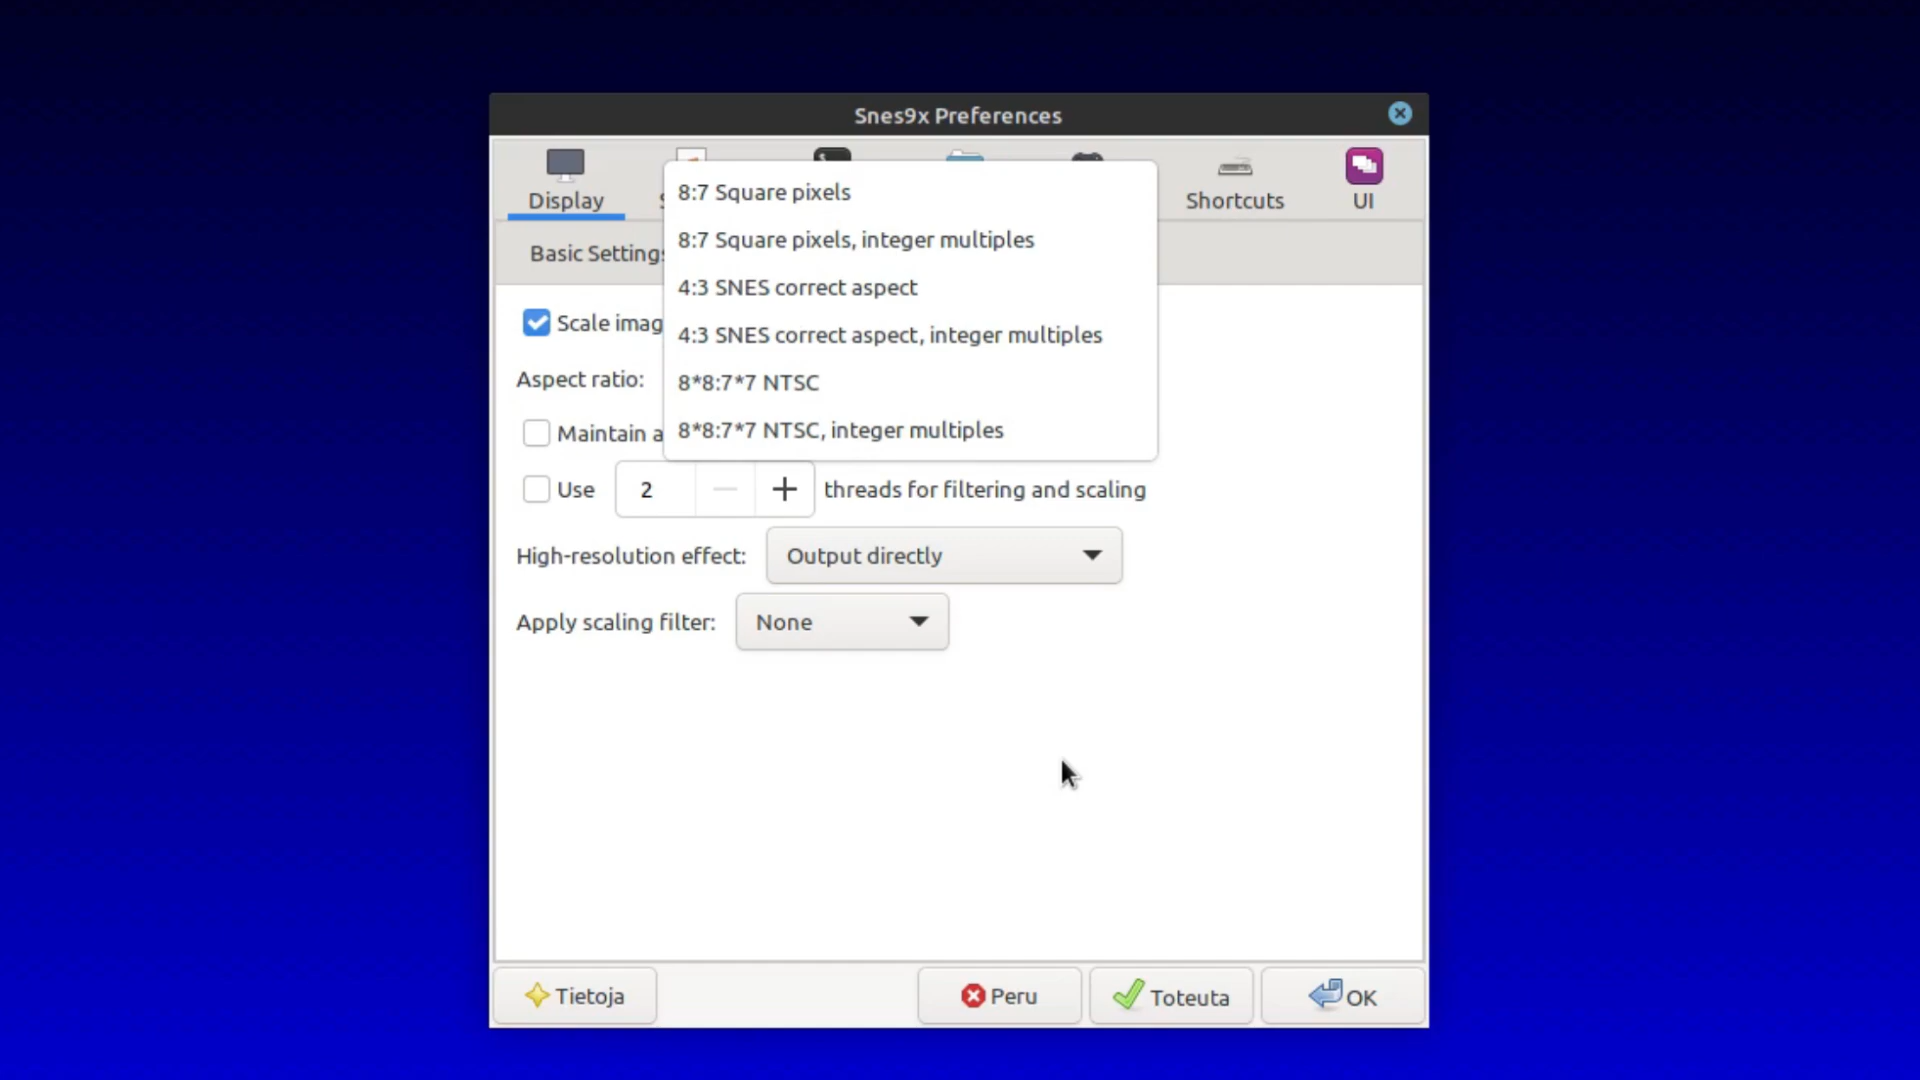 Snes9x Preferences
Display
Shortcuts
UI
8:7 Square pixels
8:7 Square pixels, integer multiples
4:3 SNES correct aspect
4:3 SNES correct aspect, integer multiples
8*8:7*7 NTSC
8*8:7*7 NTSC, integer multiples
Basic Settings
Scale imag
Aspect ratio:
Maintain a
Use 2 threads for filtering and scaling
High-resolution effect: Output directly
Apply scaling filter: None
Tietoja
Peru
Toteuta
OK